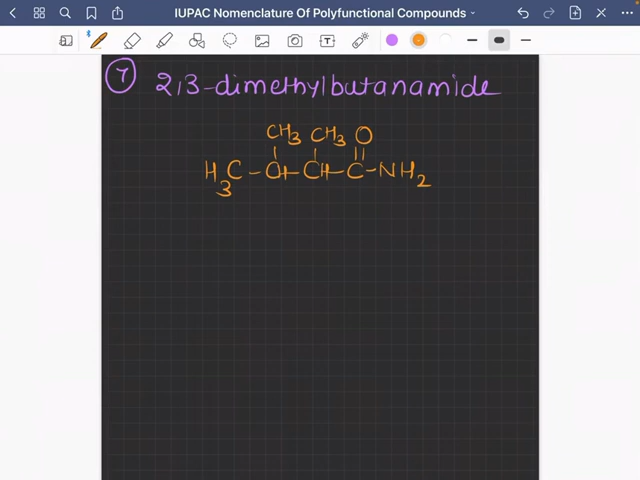 IUPAC Nomenclature Of Polyfunctional Compounds
7 2,3-dimethylbutanamide
CH3 CH3 O
H3C - CH - CH - C - NH2